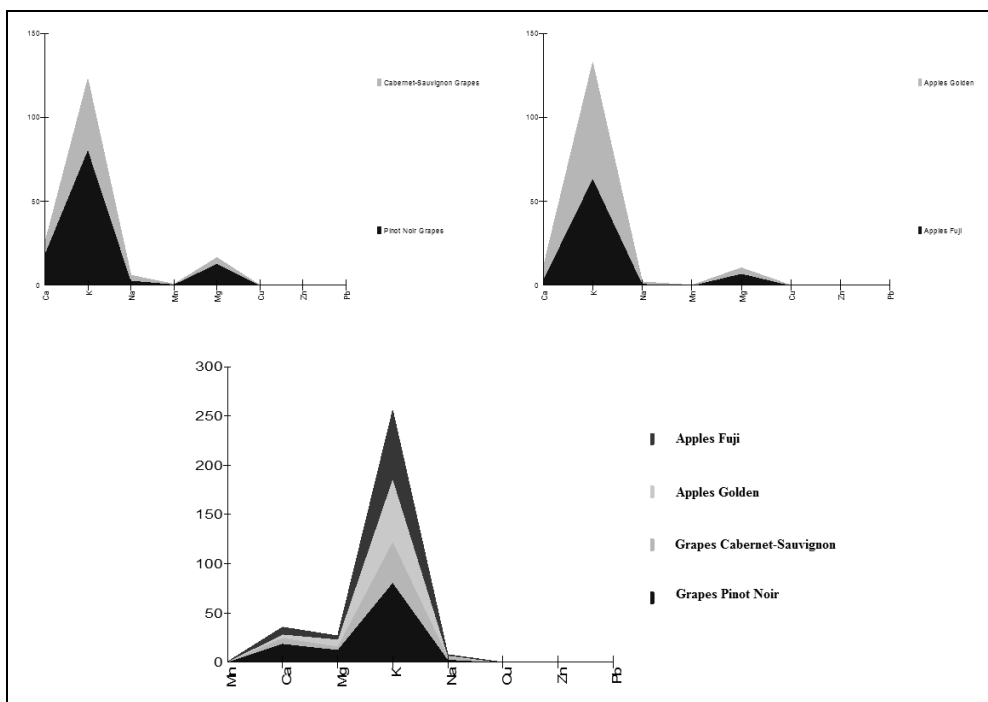 150
100
50
0
Ca
K
Na
Mn
Mg
Cu
Zn
Pb
Cabernet-Sauvignon Grapes
Pinot Noir Grapes
150
100
50
0
Ca
K
Na
Mn
Mg
Cu
Zn
Pb
Apples Golden
Apples Fuji
300
250
200
150
100
50
0
Mn
Ca
Mg
K
Na
Cu
Zn
Pb
Apples Fuji
Apples Golden
Grapes Cabernet-Sauvignon
Grapes Pinot Noir